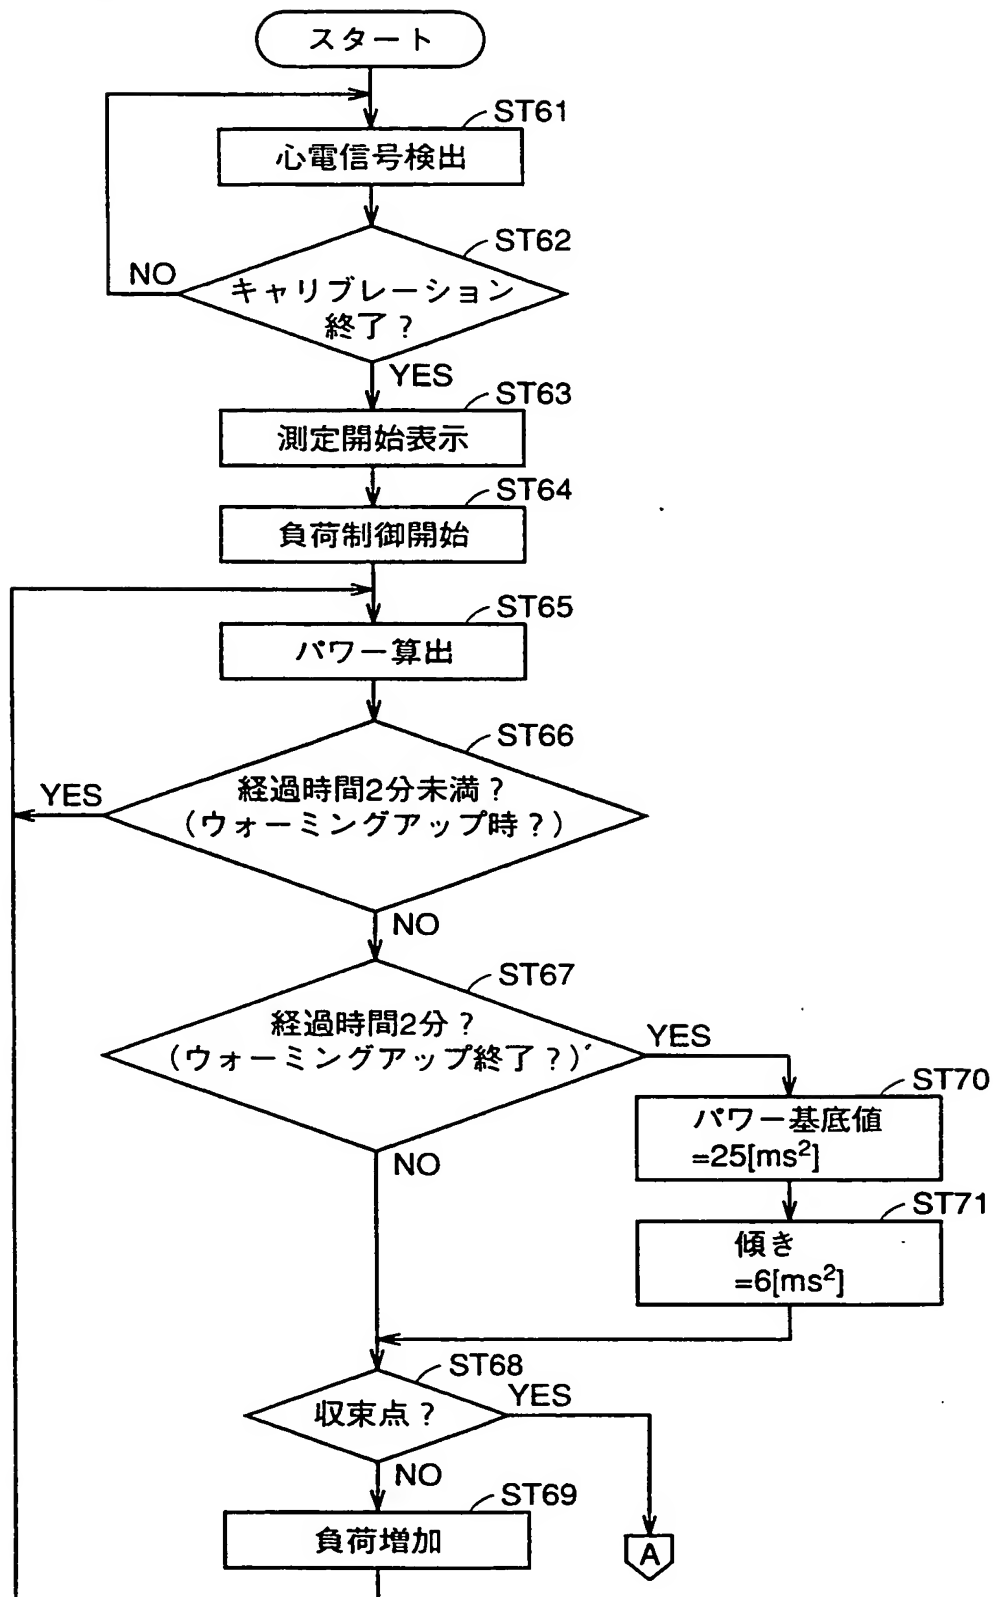 スタート
ST61
心電信号検出
ST62
NO
キャリブレーション
終了？
YES
ST63
測定開始表示
ST64
負荷制御開始
ST65
パワー算出
ST66
YES
経過時間2分未満？
（ウォーミングアップ時？）
NO
ST67
経過時間2分？
（ウォーミングアップ終了？）
YES
ST70
パワー基底値
=25[ms²]
NO
ST71
傾き
=6[ms²]
ST68
YES
収束点？
NO
ST69
負荷増加
A